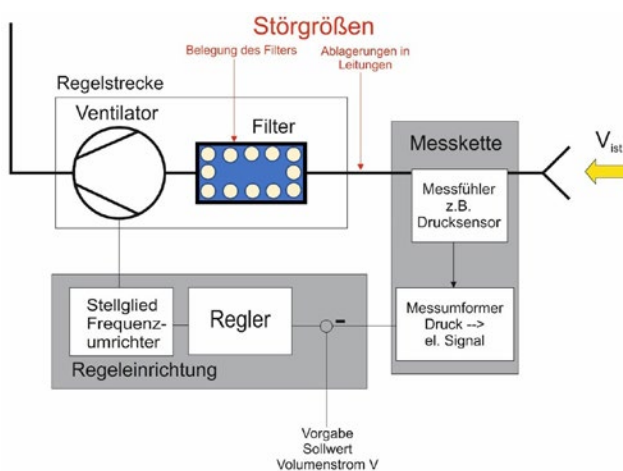 Störgrößen
Belegung des Filters
Ablagerungen in
Leitungen
Regelstrecke
Ventilator
Filter
Messkette
V ist
Messfühler
z.B.
Drucksensor
Stellglied
Frequenz-
umrichter
Regler
-
Messumformer
Druck -->
el. Signal
Regeleinrichtung
Vorgabe
Sollwert
Volumenstrom V